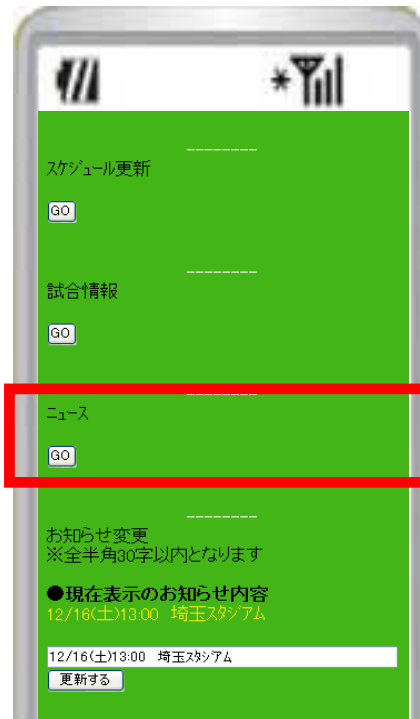 --------
ｽｹｼﾞｭｰﾙ更新
GO
--------
試合情報
GO
--------
ﾆｭｰｽ
GO
--------
お知らせ変更
※全半角30字以内となります
●現在表示のお知らせ内容
12/16(土)13:00　埼玉ｽﾀｼﾞｱﾑ
12/16(土)13:00　埼玉ｽﾀｼﾞｱﾑ
更新する